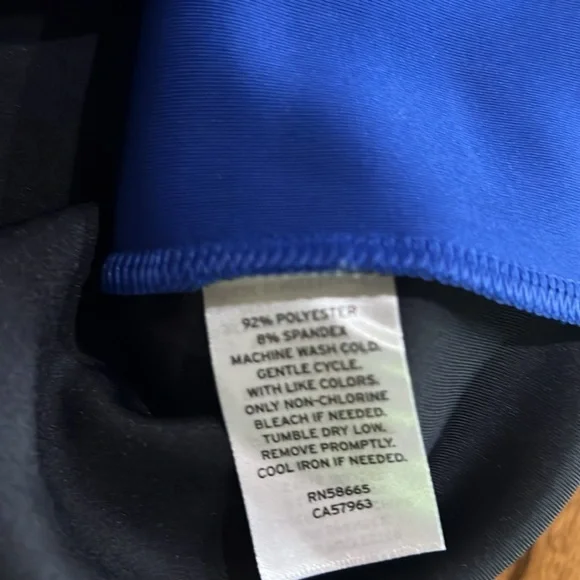 92% POLYESTER
8% SPANDEX
MACHINE WASH COLD.
GENTLE CYCLE.
WITH LIKE COLORS.
ONLY NON-CHLORINE
BLEACH IF NEEDED.
TUMBLE DRY LOW.
REMOVE PROMPTLY.
COOL IRON IF NEEDED.
RN58665
CA57963